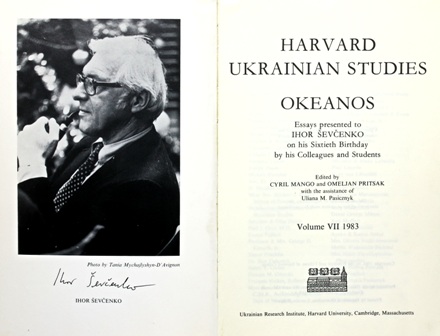 Photo by Tania Mychajlyshyn-D'Avignon
Ihor Ševčenko
IHOR ŠEVČENKO
HARVARD
UKRAINIAN STUDIES
OKEANOS
Essays presented to
IHOR ŠEVČENKO
on his Sixtieth Birthday
by his Colleagues and Students
Edited by
CYRIL MANGO and OMELJAN PRITSAK
with the assistance of
Uliana M. Pasicznyk
Volume VII 1983
Ukrainian Research Institute, Harvard University, Cambridge, Massachusetts